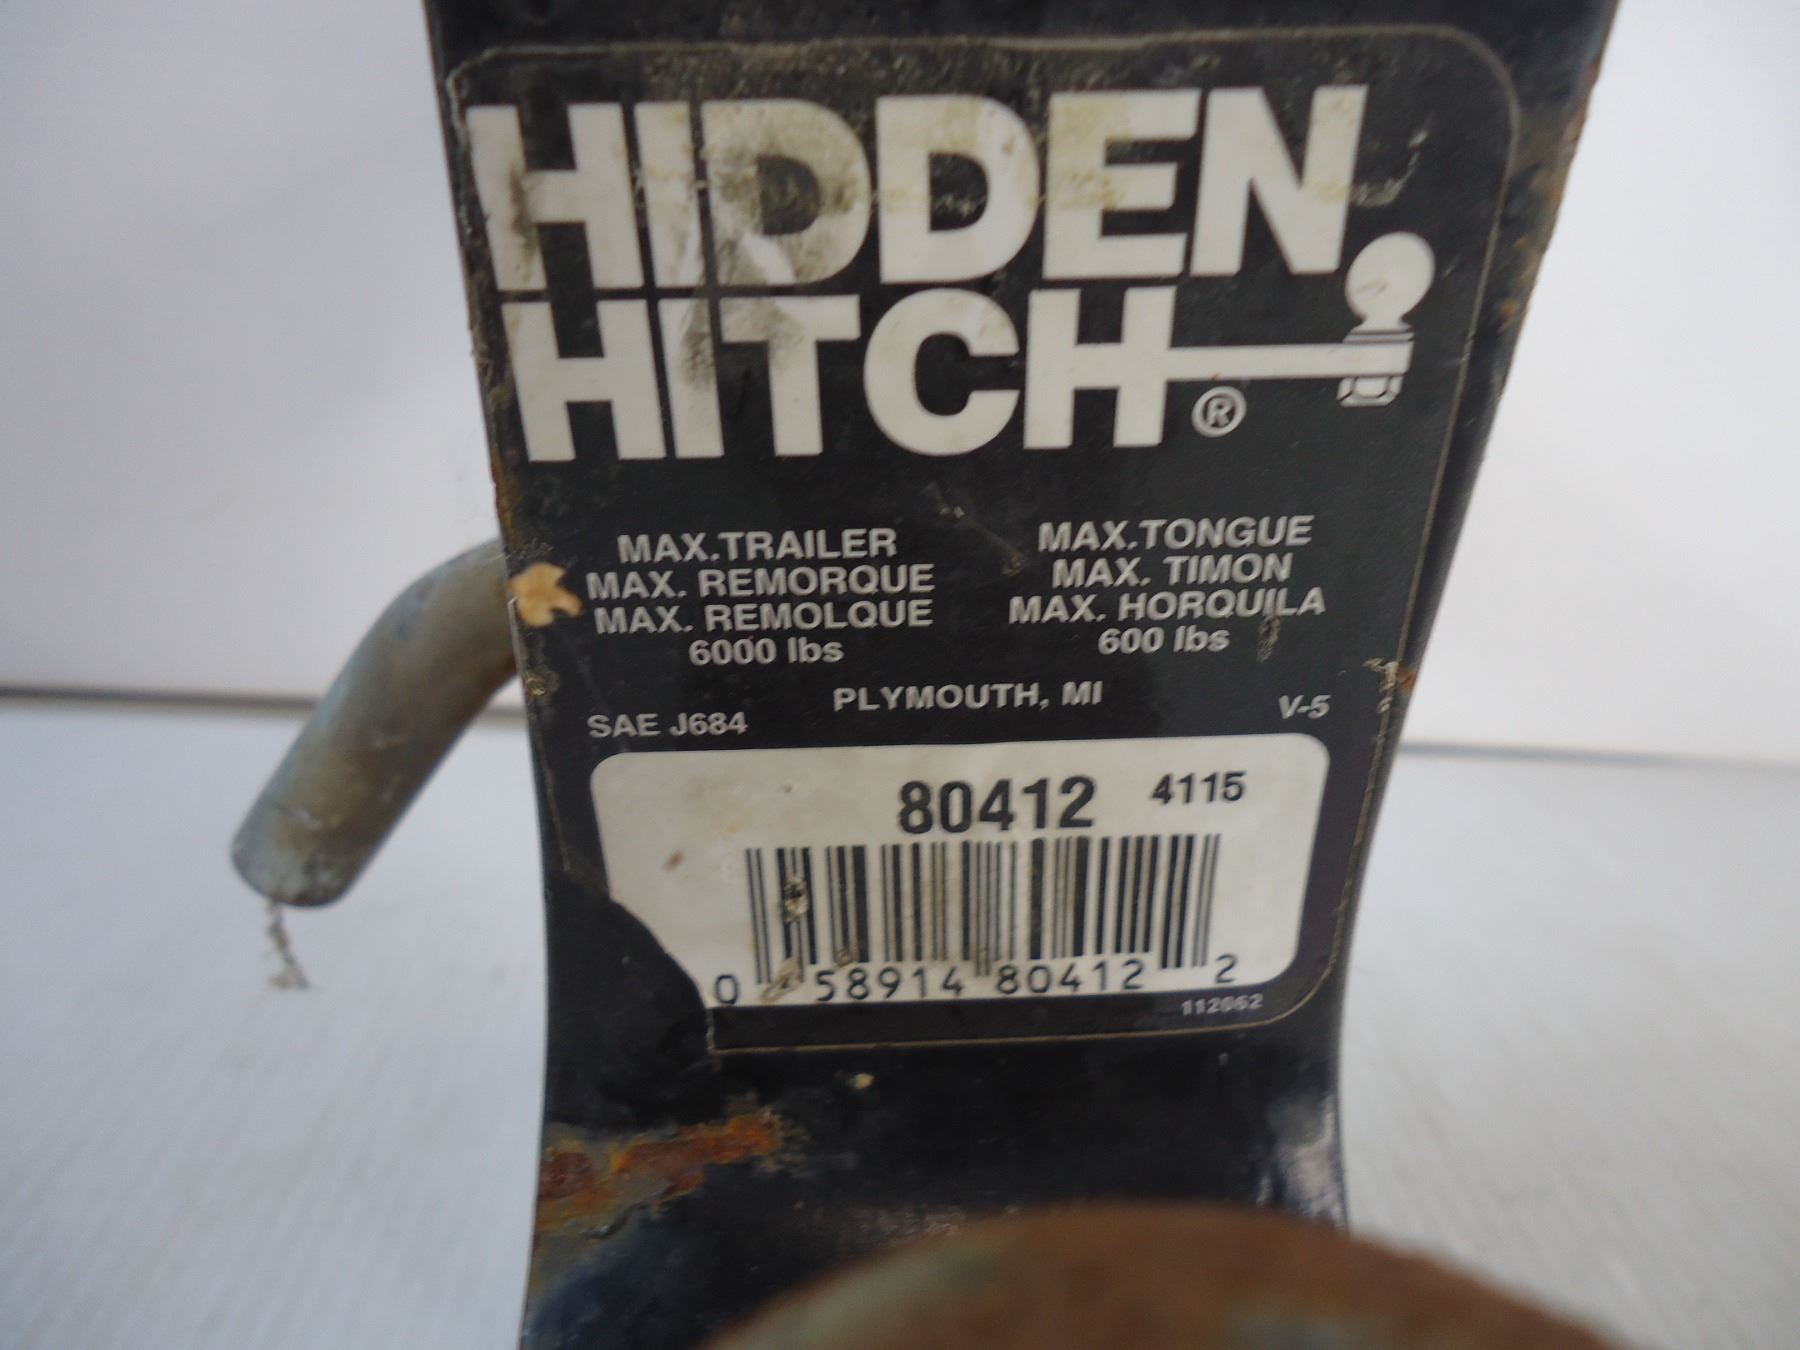 HIDDEN
HITCH®
MAX.TRAILER
MAX. REMORQUE
MAX. REMOLQUE
6000 lbs
MAX.TONGUE
MAX. TIMON
MAX. HORQUILA
600 lbs
PLYMOUTH, MI
SAE J684
V-5
80412 4115
0 58914 80412 2
112062